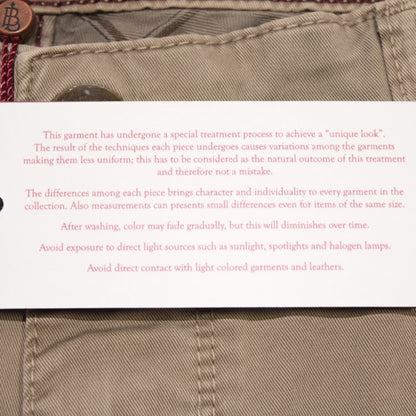 This garment has undergone a special treatment process to achieve a “unique look”.
The result of the techniques each piece undergoes causes variations among the garments
making them less uniform; this has to be considered as the natural outcome of this treatment
and therefore not a mistake.
The differences among each piece brings character and individuality to every garment in the
collection. Also measurements can presents small differences even for items of the same size.
After washing, color may fade gradually, but this will diminishes over time.
Avoid exposure to direct light sources such as sunlight, spotlights and halogen lamps.
Avoid direct contact with light colored garments and leathers.